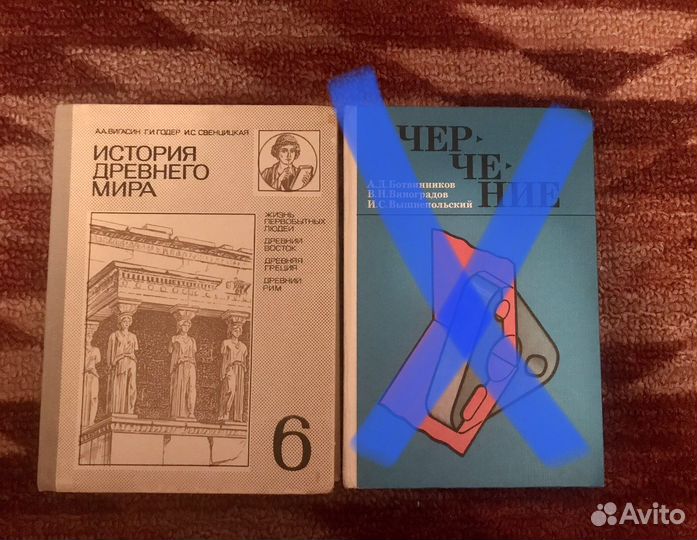 А.А.ВИГАСИН Г.И.ГОДЕР И.С.СВЕНЦИЦКАЯ
ИСТОРИЯ
ДРЕВНЕГО
МИРА
ЖИЗНЬ
ПЕРВОБЫТНЫХ
ЛЮДЕЙ
ДРЕВНИЙ
ВОСТОК
ДРЕВНЯЯ
ГРЕЦИЯ
ДРЕВНИЙ
РИМ
6
ЧЕР
ЧЕ
НИЕ
А.Д.Ботвинников
В.Н.Виноградов
И.С.Вышнепольский
Avito